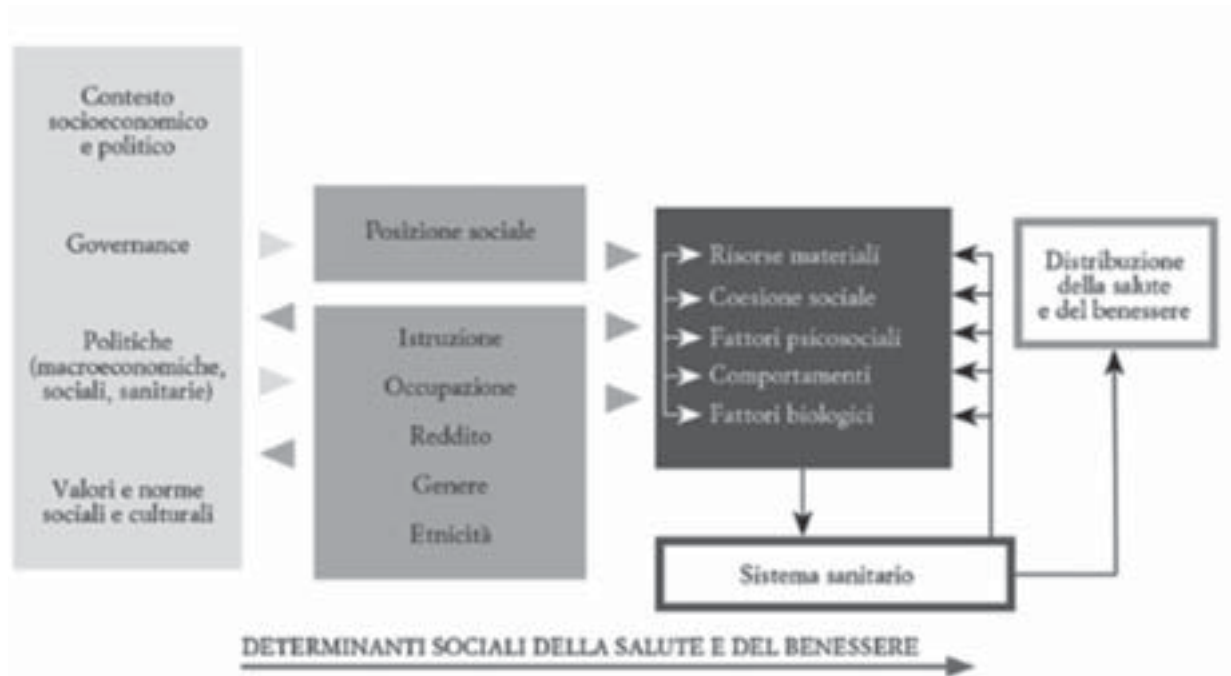 Contesto
socioeconomico
e politico
Governance
Politiche
(macroeconomiche,
sociali, sanitarie)
Valori e norme
sociali e culturali
Posizione sociale
Istruzione
Occupazione
Reddito
Genere
Etnicità
Risorse materiali
Coesione sociale
Fattori psicosociali
Comportamenti
Fattori biologici
Sistema sanitario
Distribuzione
della salute
e del benessere
DETERMINANTI SOCIALI DELLA SALUTE E DEL BENESSERE